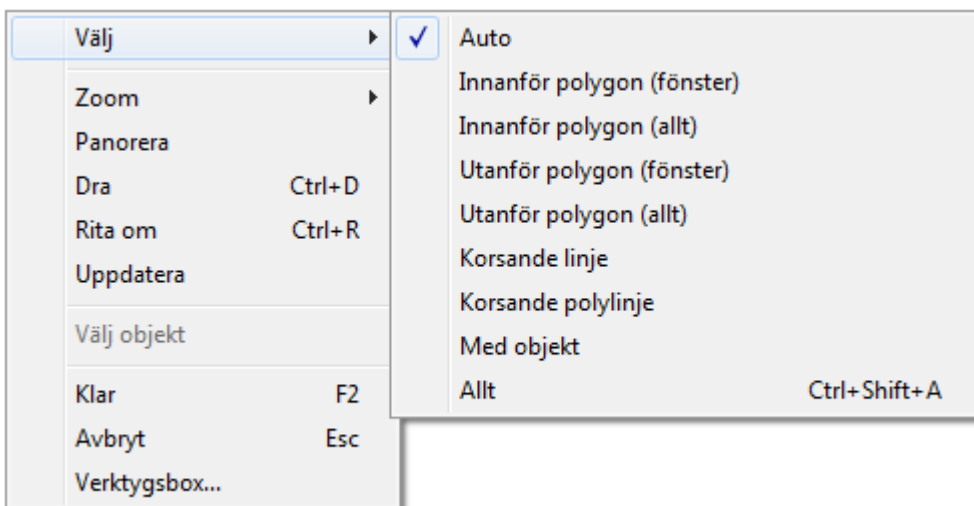 Välj
Zoom
Panorera
Dra Ctrl+D
Rita om Ctrl+R
Uppdatera
Välj objekt
Klar F2
Avbryt Esc
Verktygsbox...
Auto
Innanför polygon (fönster)
Innanför polygon (allt)
Utanför polygon (fönster)
Utanför polygon (allt)
Korsande linje
Korsande polylinje
Med objekt
Allt Ctrl+Shift+A